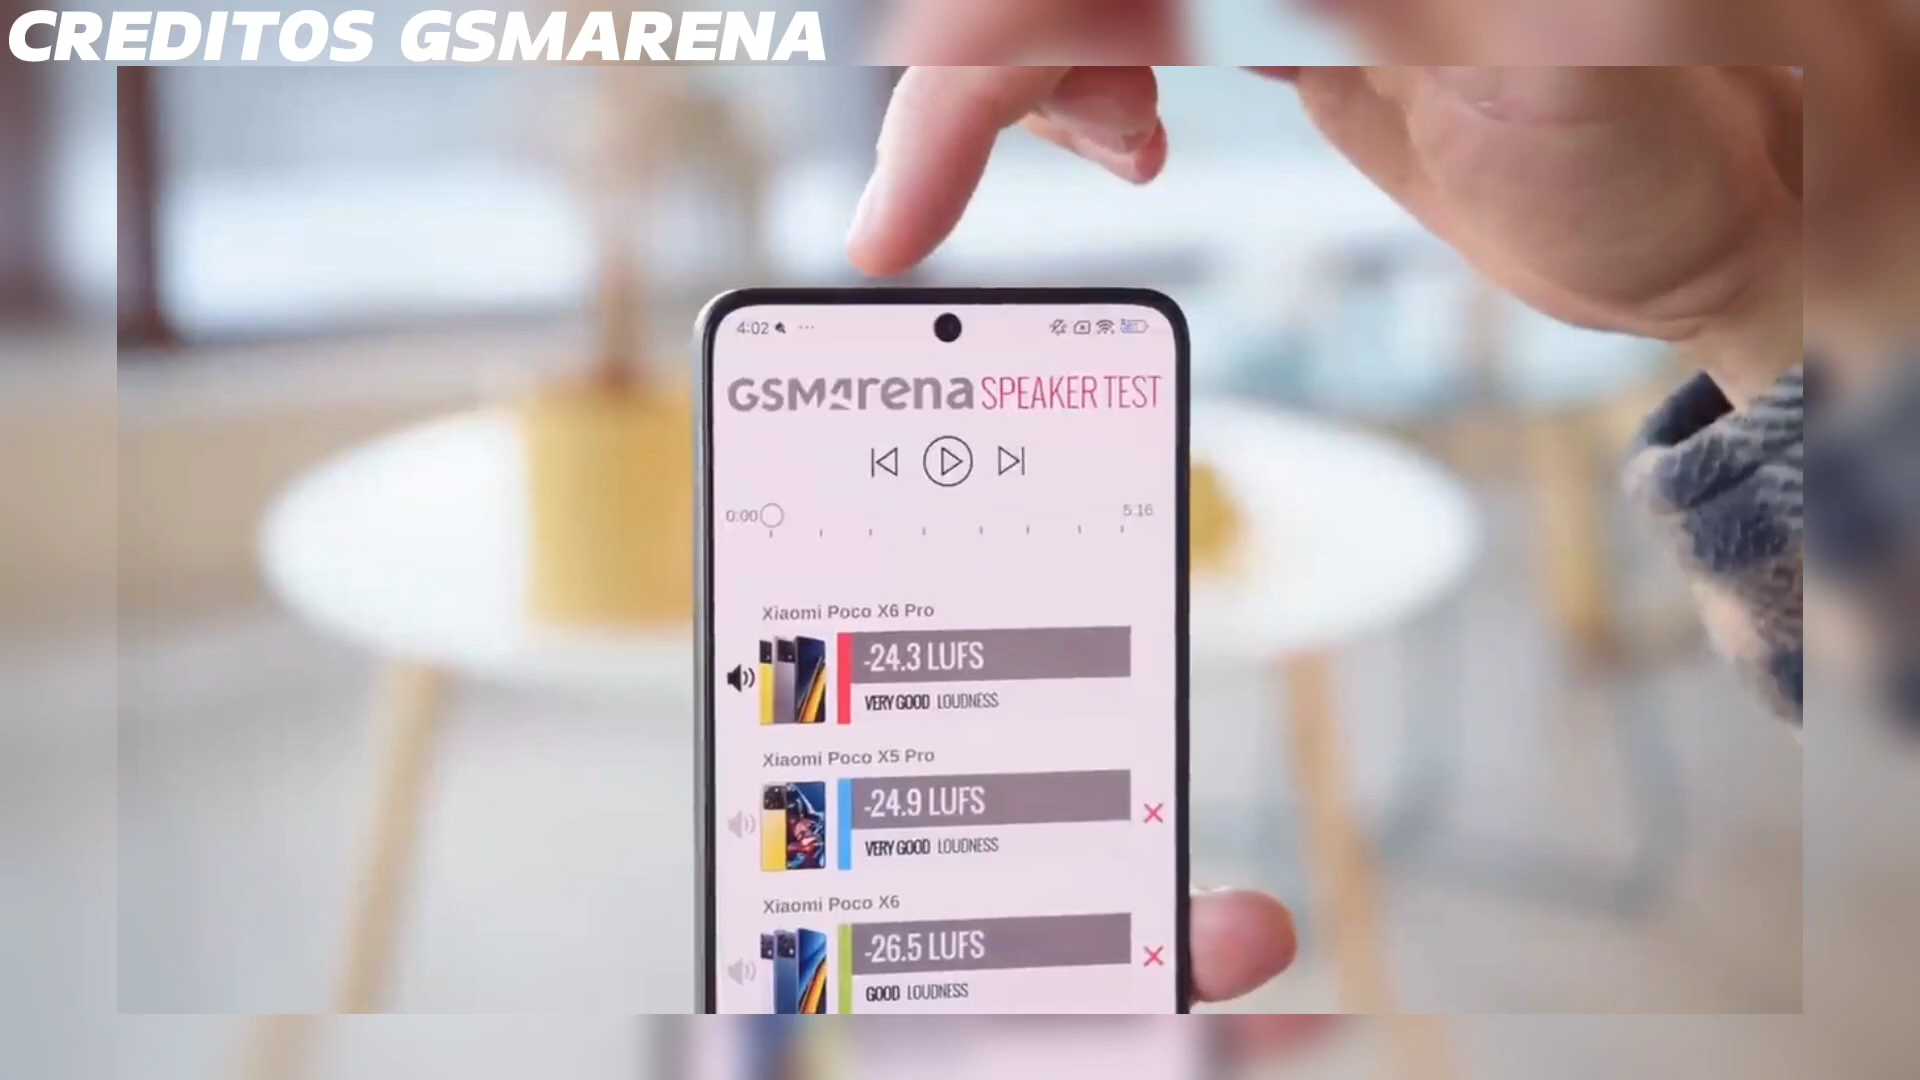 CREDITOS GSMARENA
4:02
GSMArena SPEAKER TEST
0:00
5:16
Xiaomi Poco X6 Pro
-24.3 LUFS
VERY GOOD LOUDNESS
Xiaomi Poco X5 Pro
-24.9 LUFS
VERY GOOD LOUDNESS
Xiaomi Poco X6
-26.5 LUFS
GOOD LOUDNESS